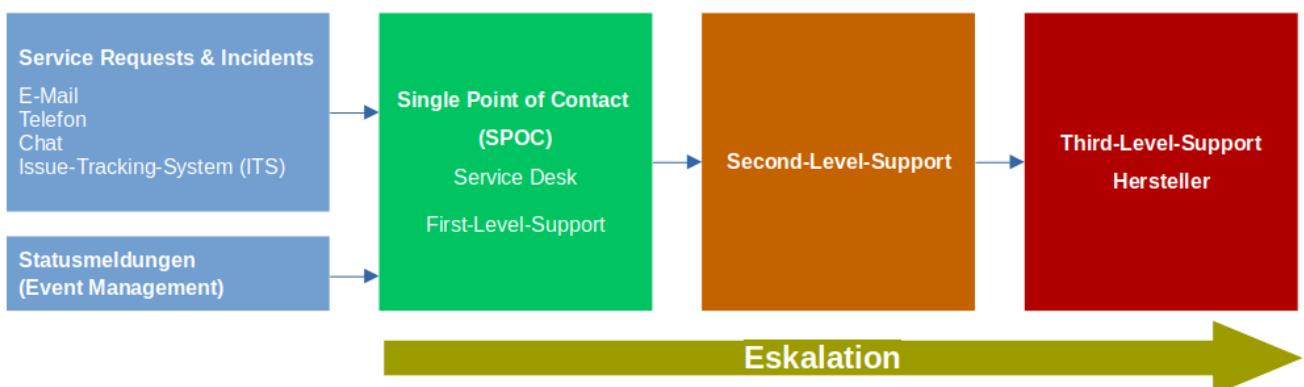 Service Requests & Incidents
E-Mail
Telefon
Chat
Issue-Tracking-System (ITS)
Statusmeldungen
(Event Management)
Single Point of Contact
(SPOC)
Service Desk
First-Level-Support
Second-Level-Support
Third-Level-Support
Hersteller
Eskalation